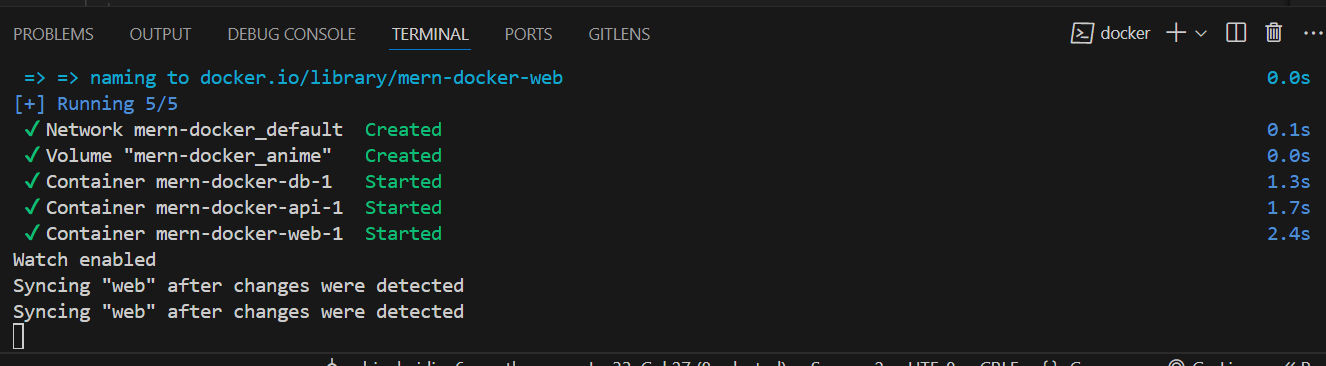 PROBLEMS OUTPUT DEBUG CONSOLE TERMINAL PORTS GITLENS docker
=> => naming to docker.io/library/mern-docker-web 0.0s
[+] Running 5/5
✓ Network mern-docker_default Created 0.1s
✓ Volume "mern-docker_anime" Created 0.0s
✓ Container mern-docker-db-1 Started 1.3s
✓ Container mern-docker-api-1 Started 1.7s
✓ Container mern-docker-web-1 Started 2.4s
Watch enabled
Syncing "web" after changes were detected
Syncing "web" after changes were detected